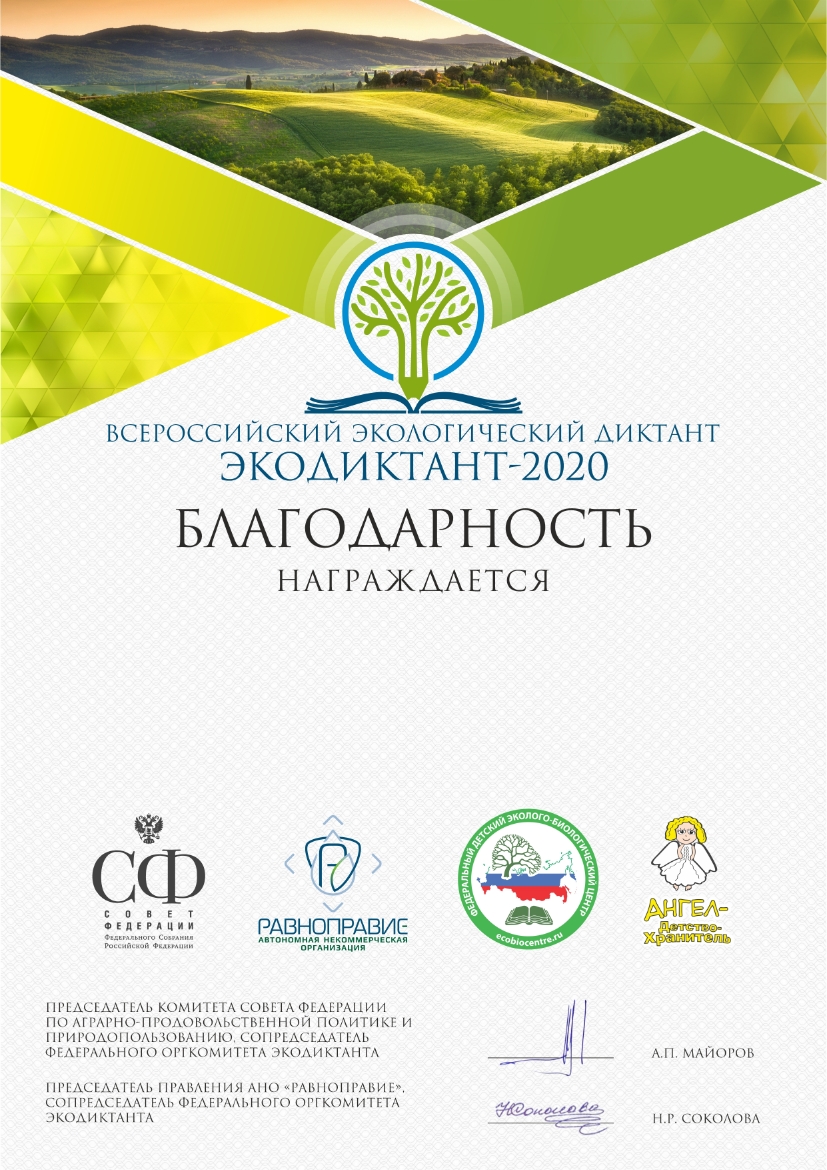 ВСЕРОССИЙСКИЙ ЭКОЛОГИЧЕСКИЙ ДИКТАНТ
ЭКОДИКТАНТ-2020
БЛАГОДАРНОСТЬ
НАГРАЖДАЕТСЯ
СФ
СОВЕТ
ФЕДЕРАЦИИ
Федерального Собрания
Российской Федерации
РАВНОПРАВИЕ
АВТОНОМНАЯ НЕКОММЕРЧЕСКАЯ
ОРГАНИЗАЦИЯ
ФЕДЕРАЛЬНЫЙ ДЕТСКИЙ ЭКОЛОГО-БИОЛОГИЧЕСКИЙ ЦЕНТР
ecobiocentre.ru
АНГЕЛ-
Детство-
Хранитель
ПРЕДСЕДАТЕЛЬ КОМИТЕТА СОВЕТА ФЕДЕРАЦИИ
ПО АГРАРНО-ПРОДОВОЛЬСТВЕННОЙ ПОЛИТИКЕ И
ПРИРОДОПОЛЬЗОВАНИЮ, СОПРЕДСЕДАТЕЛЬ
ФЕДЕРАЛЬНОГО ОРГКОМИТЕТА ЭКОДИКТАНТА
А.П. МАЙОРОВ
ПРЕДСЕДАТЕЛЬ ПРАВЛЕНИЯ АНО «РАВНОПРАВИЕ»,
СОПРЕДСЕДАТЕЛЬ ФЕДЕРАЛЬНОГО ОРГКОМИТЕТА
ЭКОДИКТАНТА
НСоколова
Н.Р. СОКОЛОВА